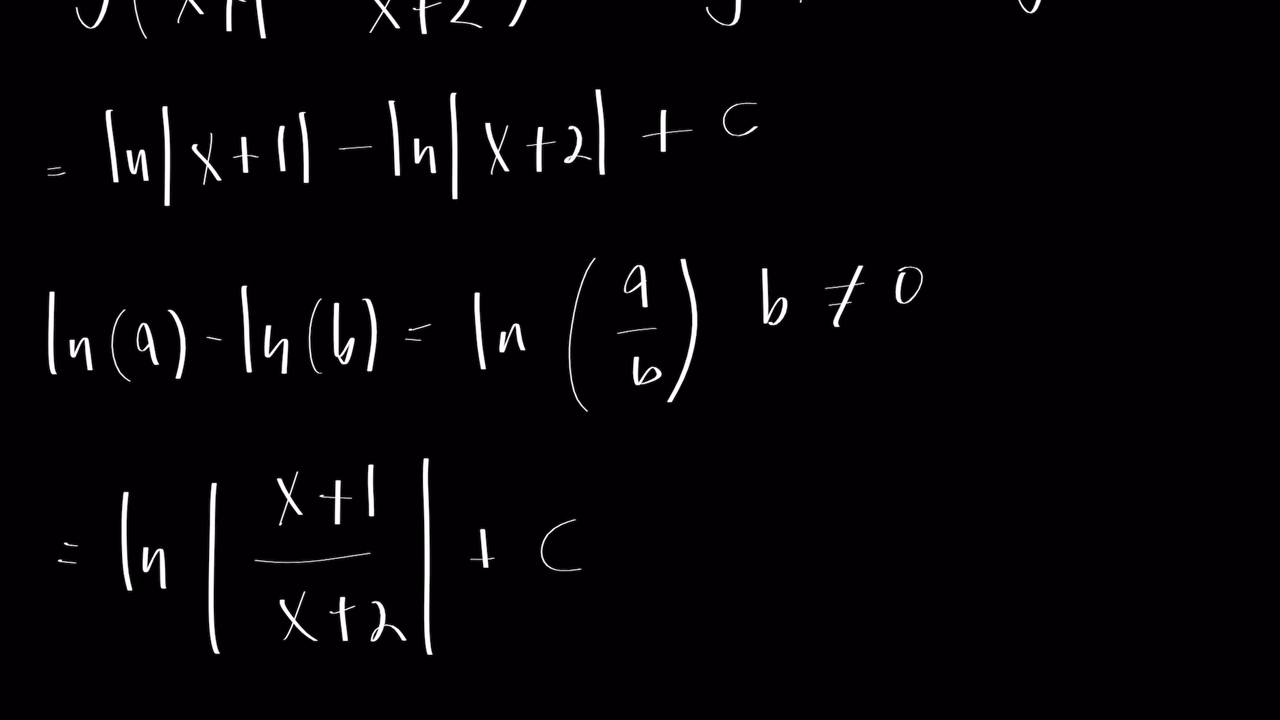 = ln|x+1| - ln|x+2| + C
ln(a) - ln(b) = ln(a/b) b ≠ 0
= ln|x+1/x+2| + C